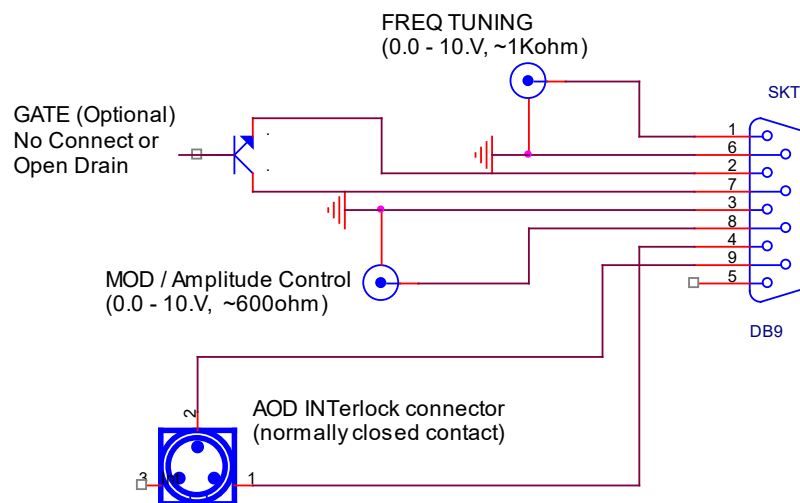 FREQ TUNING
(0.0 - 10.V, ~1Kohm)
SKT
GATE (Optional)
No Connect or
Open Drain
1
6
2
7
3
8
4
9
5
MOD / Amplitude Control
(0.0 - 10.V, ~600ohm)
DB9
2
AOD INTerlock connector
(normally closed contact)
3
1